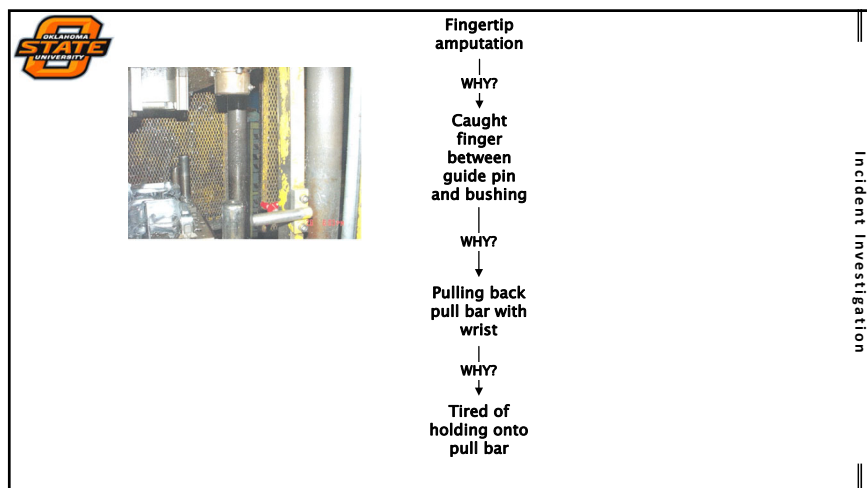 OKLAHOMA
STATE
UNIVERSITY
Fingertip
amputation
WHY?
Caught
finger
between
guide pin
and bushing
WHY?
Pulling back
pull bar with
wrist
WHY?
Tired of
holding onto
pull bar
Incident Investigation